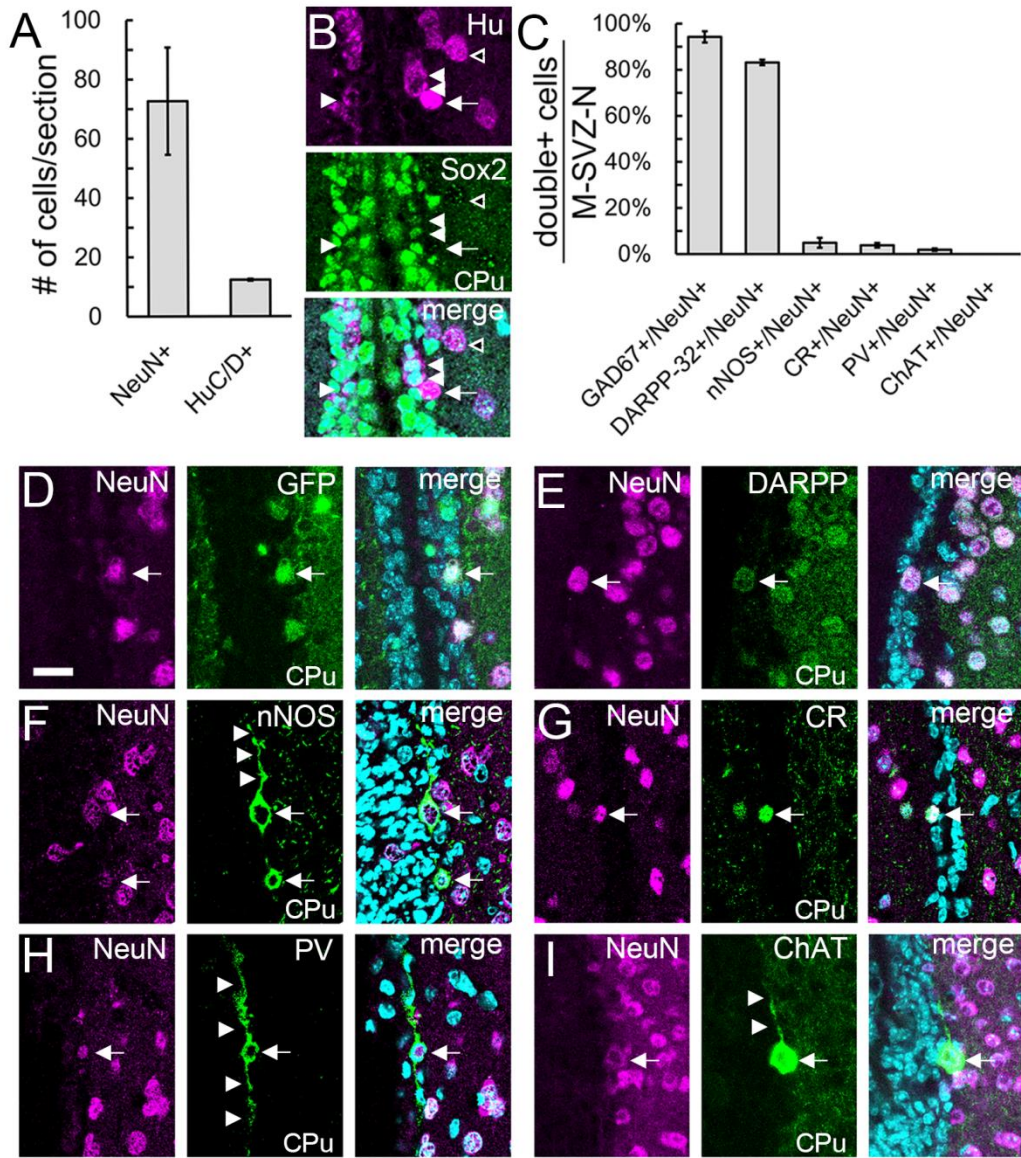 A
# of cells/section
100
80
60
40
20
0
NeuN+
HuC/D+
B
Hu
Sox2
CPu
merge
C
double+ cells
M-SVZ-N
100%
80%
60%
40%
20%
0%
GAD67+/NeuN+
DARPP-32+/NeuN+
nNOS+/NeuN+
CR+/NeuN+
PV+/NeuN+
ChAT+/NeuN+
D NeuN GFP merge
CPu
E NeuN DARPP merge
CPu
F NeuN nNOS merge
CPu
G NeuN CR merge
CPu
H NeuN PV merge
CPu
I NeuN ChAT merge
CPu